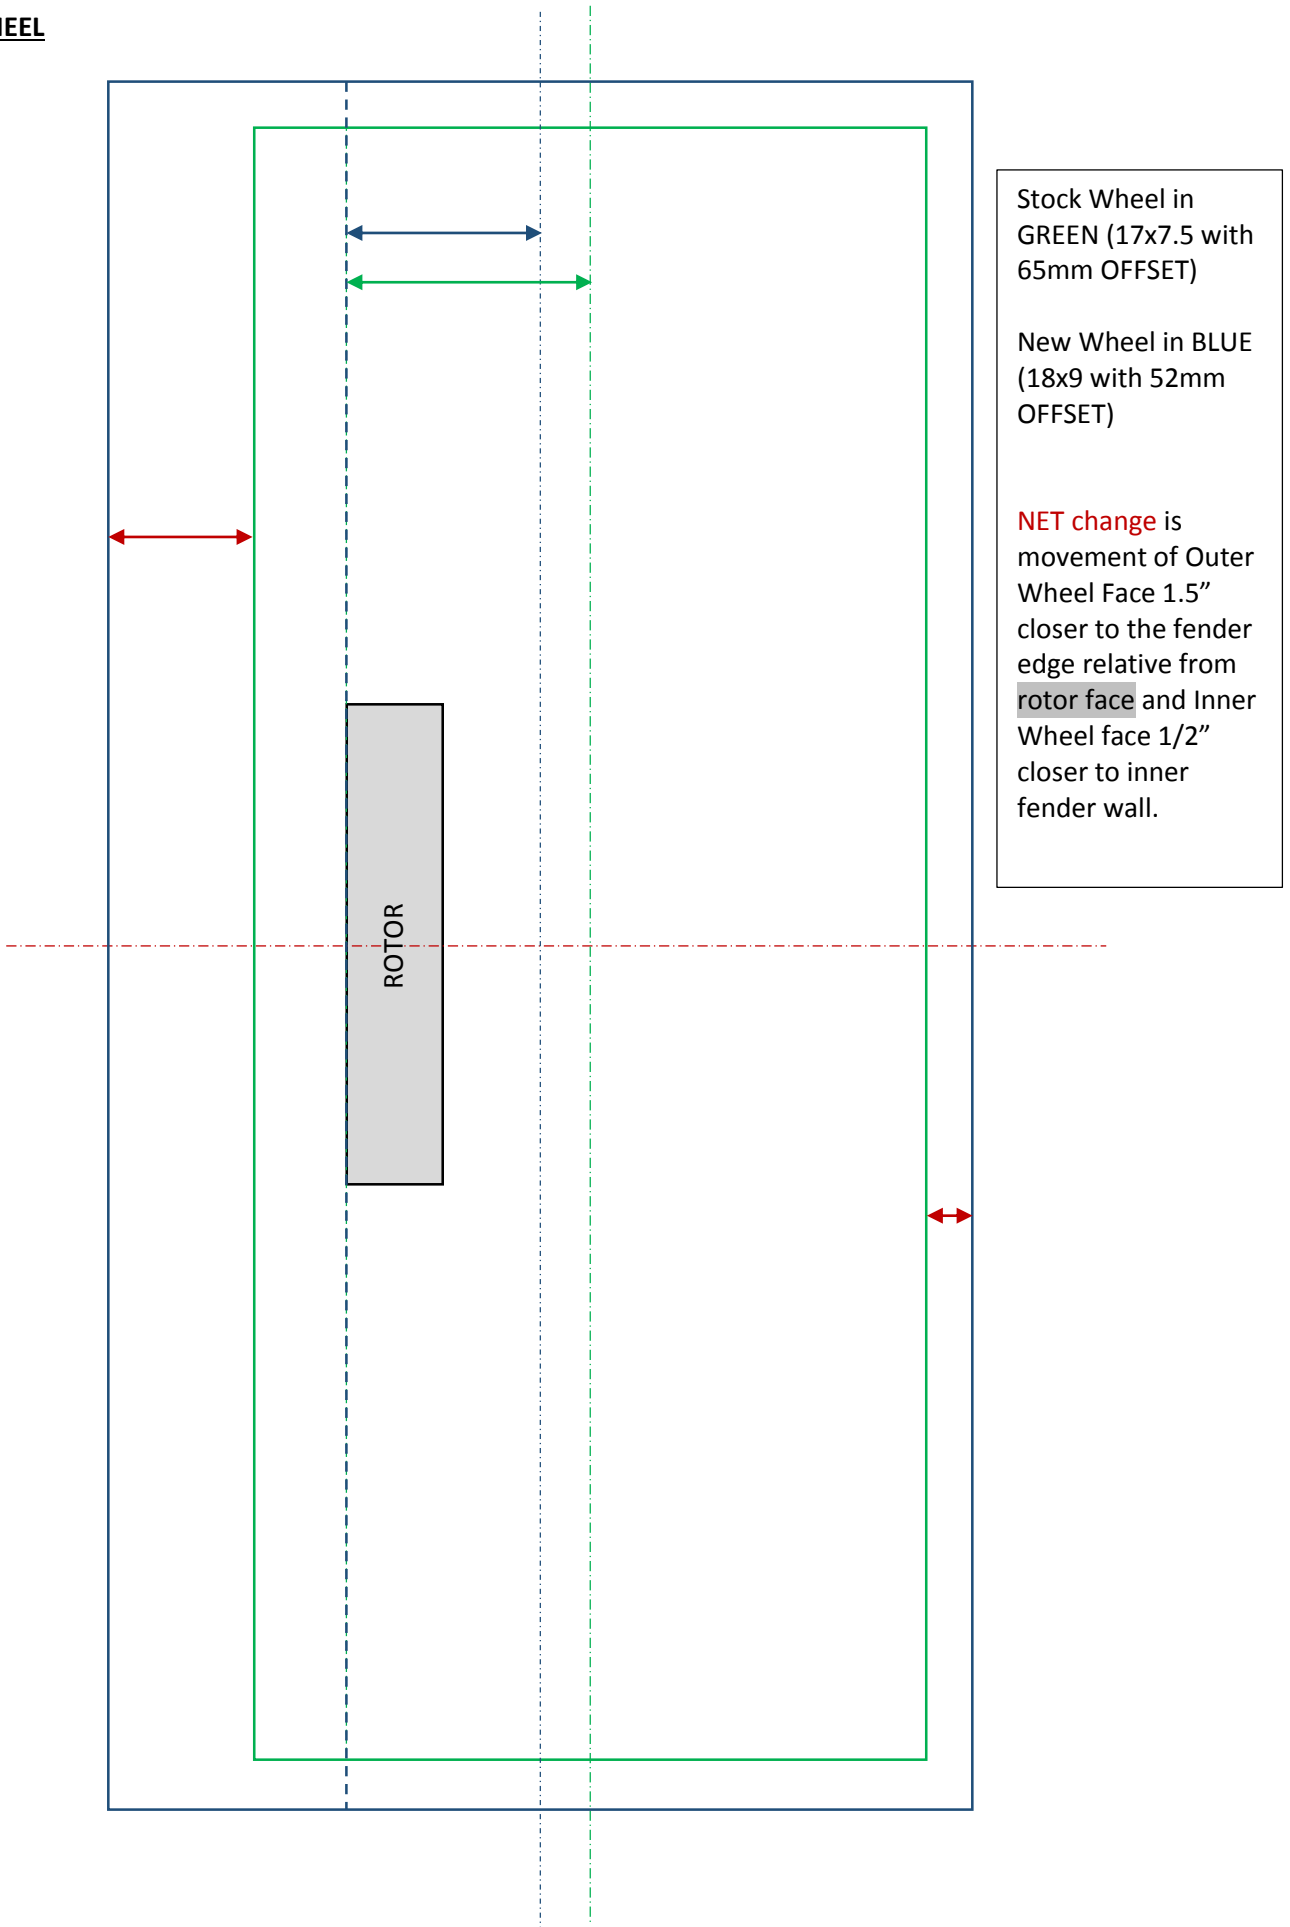 HEEL
Stock Wheel in
GREEN (17x7.5 with
65mm OFFSET)
New Wheel in BLUE
(18x9 with 52mm
OFFSET)
NET change is
movement of Outer
Wheel Face 1.5”
closer to the fender
edge relative from
rotor face and Inner
Wheel face 1/2”
closer to inner
fender wall.
ROTOR